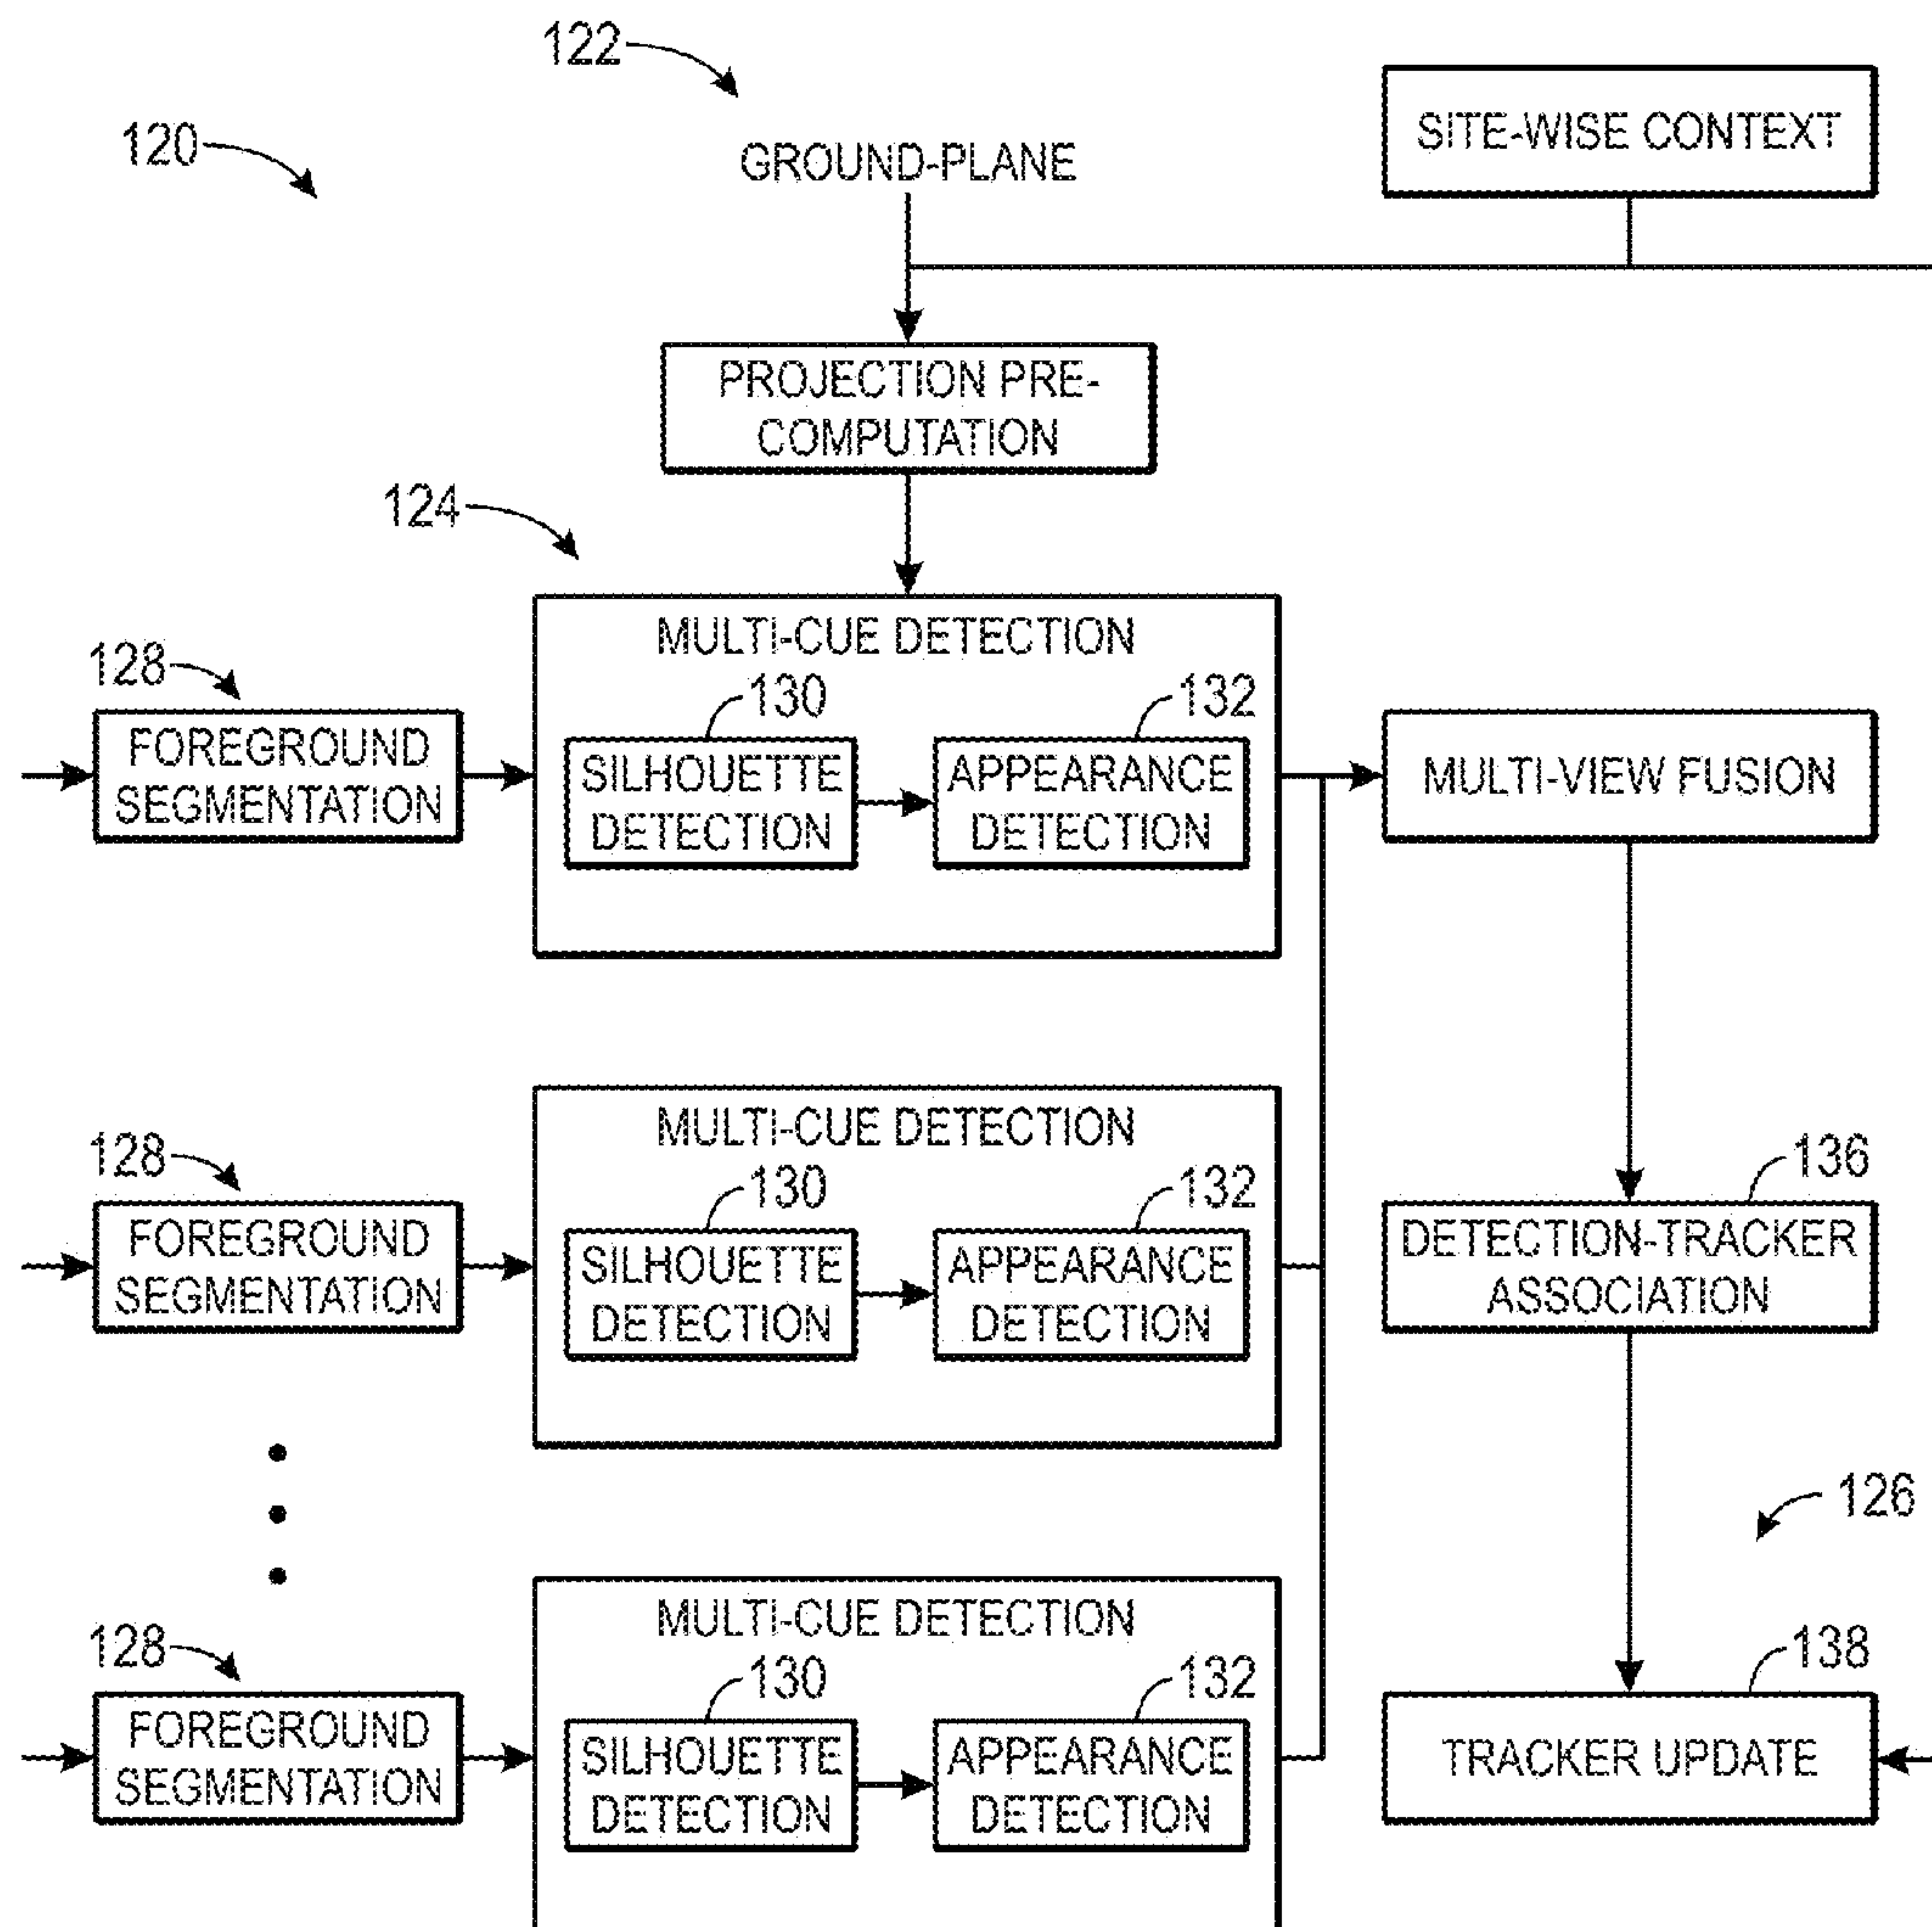 122
120
GROUND-PLANE
SITE-WISE CONTEXT
PROJECTION PRE-
COMPUTATION
124
MULTI-CUE DETECTION
128
130
132
FOREGROUND
SEGMENTATION
SILHOUETTE
DETECTION
APPEARANCE
DETECTION
MULTI-VIEW FUSION
MULTI-CUE DETECTION
128
130
132
136
FOREGROUND
SEGMENTATION
SILHOUETTE
DETECTION
APPEARANCE
DETECTION
DETECTION-TRACKER
ASSOCIATION
126
MULTI-CUE DETECTION
128
130
132
138
FOREGROUND
SEGMENTATION
SILHOUETTE
DETECTION
APPEARANCE
DETECTION
TRACKER UPDATE